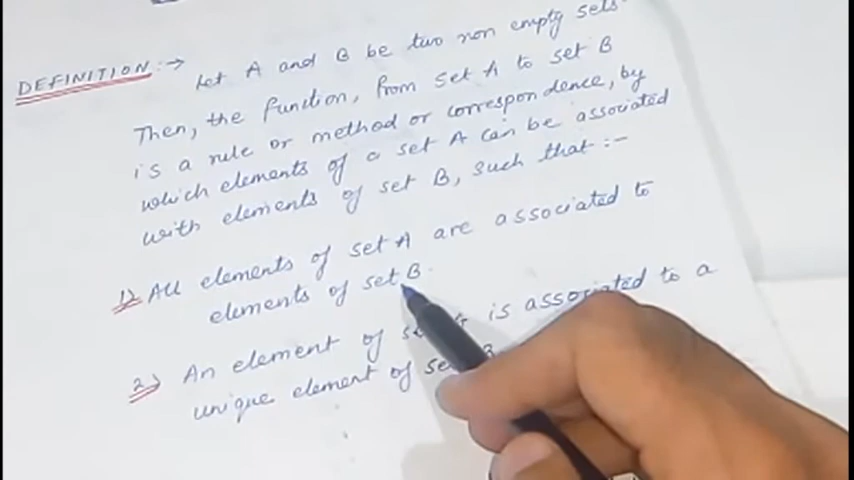 DEFINITION :→ Let A and B be two non empty sets.
Then, the function, from set A to set B
is a rule or method or correspondence, by
which elements of a set A can be associated
with elements of set B, such that :-
1) All elements of set A are associated to
elements of set B.
2) An element of is associated to a
unique element of set B